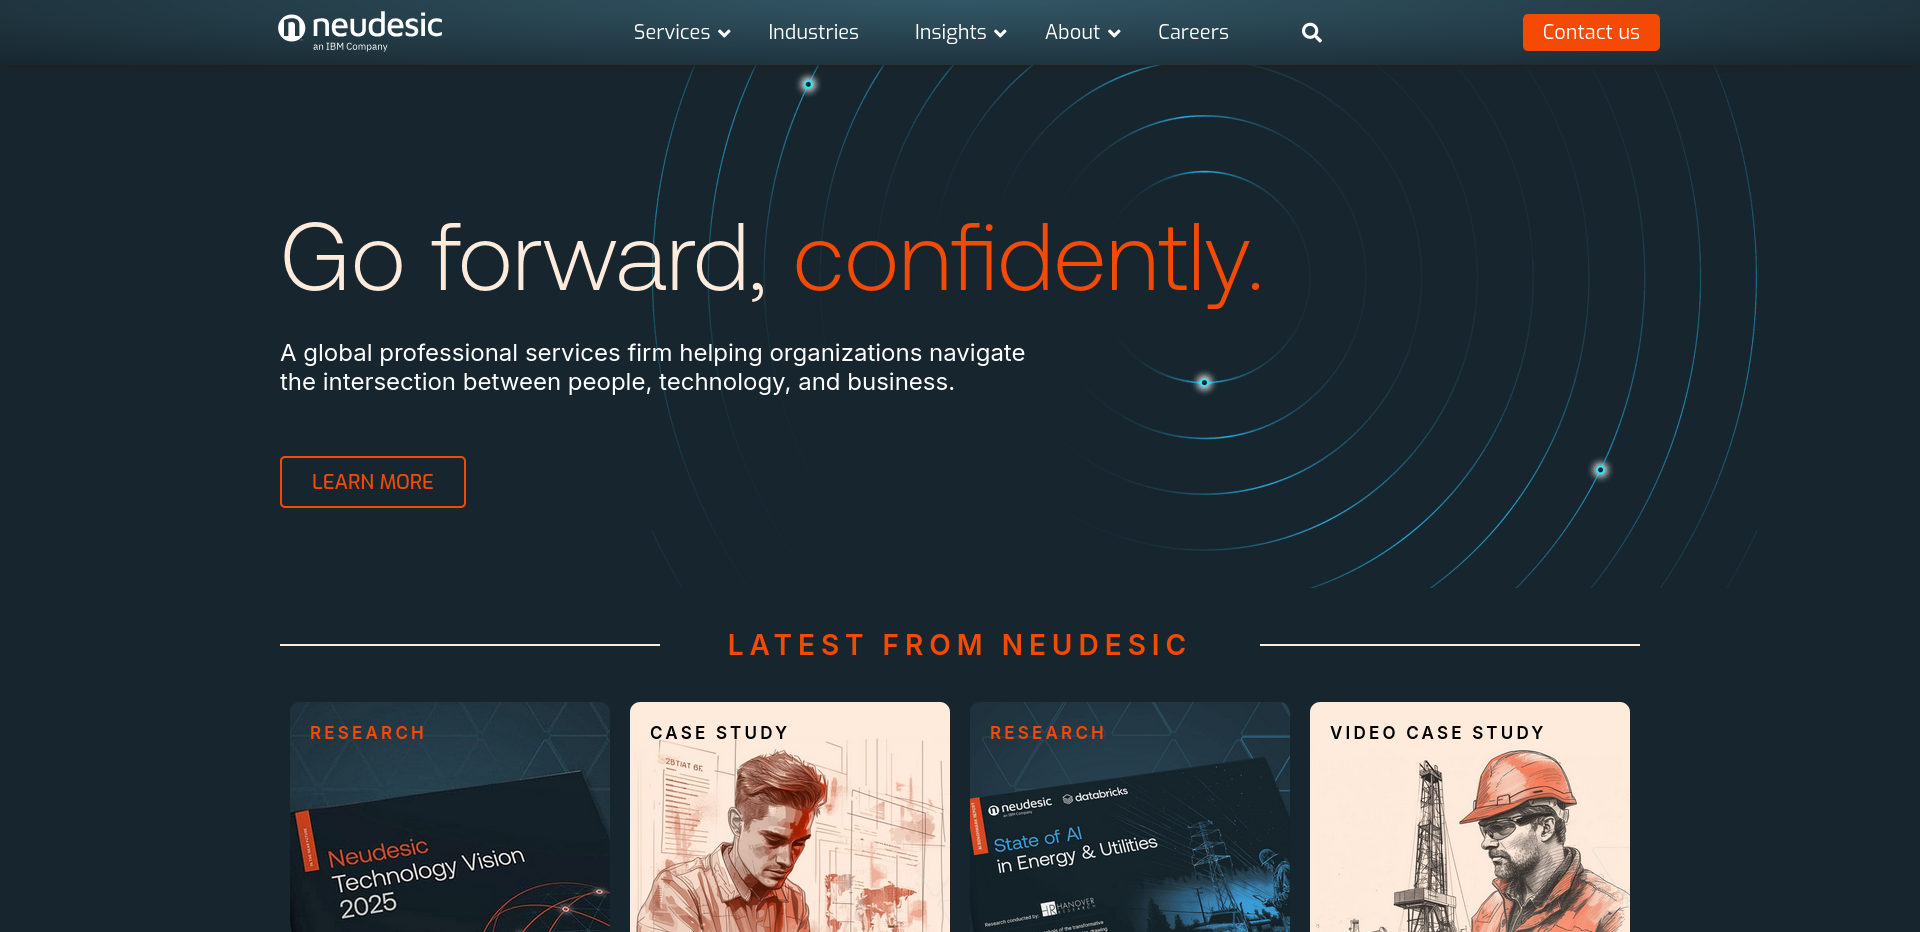 neudesic
an IBM Company
Services
Industries
Insights
About
Careers
Contact us
Go forward, confidently.
A global professional services firm helping organizations navigate
the intersection between people, technology, and business.
LEARN MORE
LATEST FROM NEUDESIC
RESEARCH
Neudesic
Technology Vision
2025
CASE STUDY
RESEARCH
neudesic
an IBM Company
databricks
State of AI
in Energy & Utilities
Research conducted by:
HANOVER
RESEARCH
VIDEO CASE STUDY